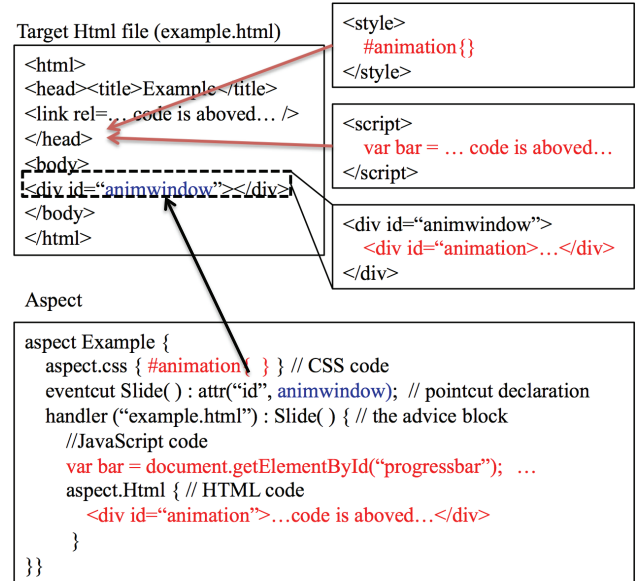 Target Html file (example.html)
<html>
<head><title>Example</title>
<link rel=… code is aboved… />
</head>
<body>
<div id=“animwindow”></div>
</body>
</html>
<style>
#animation{}
</style>
<script>
var bar = … code is aboved…
</script>
<div id=“animwindow”>
<div id=“animation>…</div>
</div>
Aspect
aspect Example {
aspect.css { #animation{ } } // CSS code
eventcut Slide( ) : attr(“id”, animwindow); // pointcut declaration
handler (“example.html”) : Slide( ) { // the advice block
//JavaScript code
var bar = document.getElementById(“progressbar”); …
aspect.Html { // HTML code
<div id=“animation”>…code is aboved…</div>
}
}}